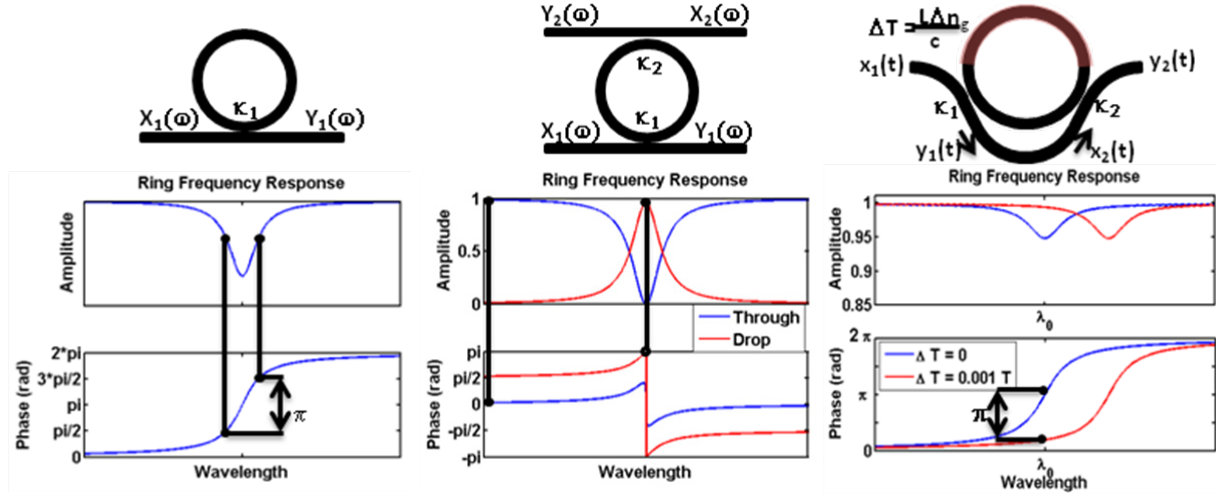 X₁(ω)
κ₁
Y₁(ω)
Ring Frequency Response
Amplitude
Phase (rad)
2*pi
3*pi/2
pi
pi/2
0
π
Wavelength
Y₂(ω)
X₂(ω)
κ₂
κ₁
X₁(ω)
Y₁(ω)
Ring Frequency Response
Amplitude
1
0.5
0
Through
Drop
Phase (rad)
pi
pi/2
0
-pi/2
-pi
Wavelength
ΔT = LΔn_g / c
x₁(t)
y₂(t)
κ₁
κ₂
y₁(t)
x₂(t)
Ring Frequency Response
Amplitude
1
0.95
0.9
0.85
λ₀
Phase (rad)
2 π
π
0
Δ T = 0
Δ T = 0.001 T
π
λ₀
Wavelength